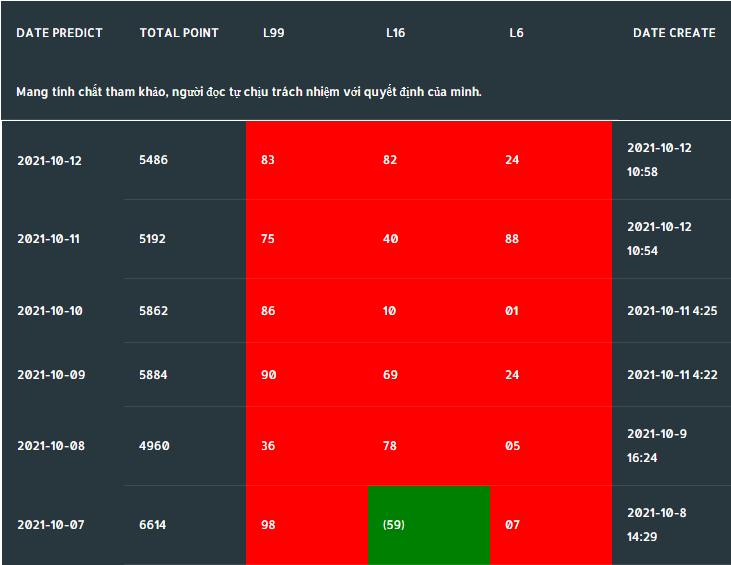 DATE PREDICT TOTAL POINT L99 L16 L6 DATE CREATE
Mang tính chất tham khảo, người đọc tự chịu trách nhiệm với quyết định của mình.
2021-10-12 5486 83 82 24 2021-10-12 10:58
2021-10-11 5192 75 40 88 2021-10-12 10:54
2021-10-10 5862 86 10 01 2021-10-11 4:25
2021-10-09 5884 90 69 24 2021-10-11 4:22
2021-10-08 4960 36 78 05 2021-10-9 16:24
2021-10-07 6614 98 (59) 07 2021-10-8 14:29